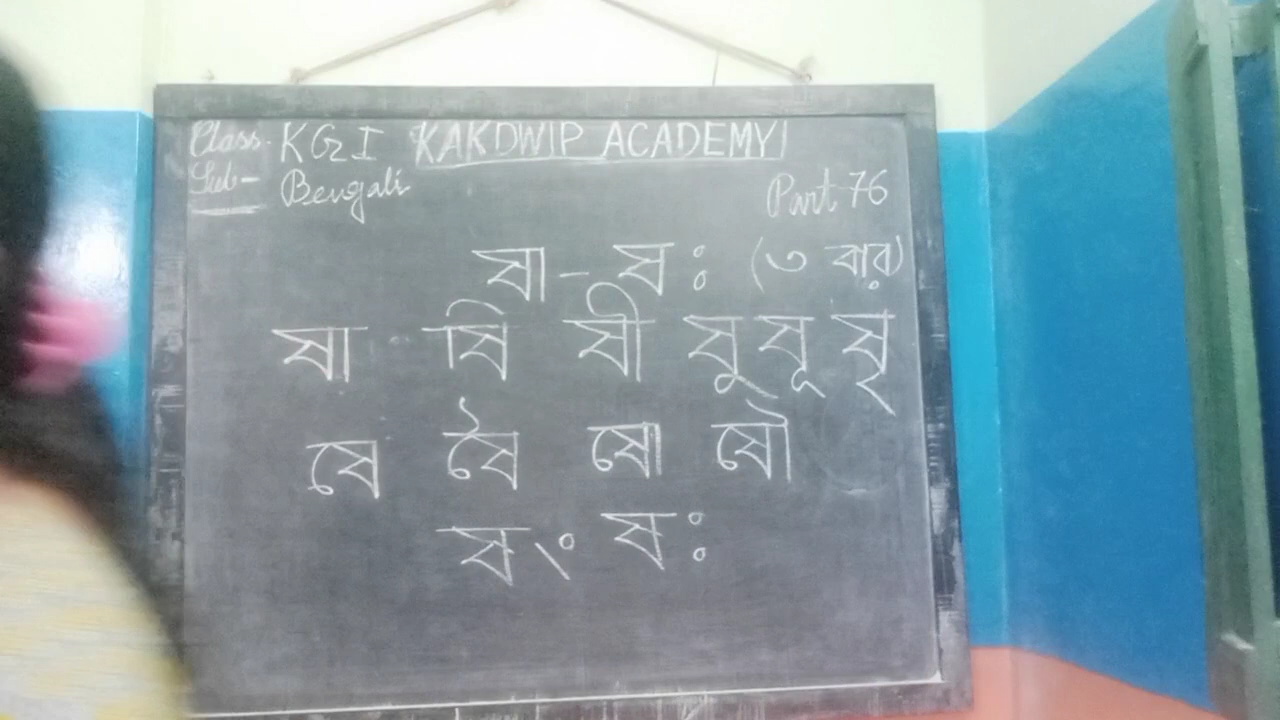 Class- KG I KAKDWIP ACADEMY
Sub- Bengali Part 76
ষা - ষঃ (৩ বার)
ষা ষি ষী ষু ষূ ষৃ
ষে ষৈ ষো ষৌ
ষং ষঃ